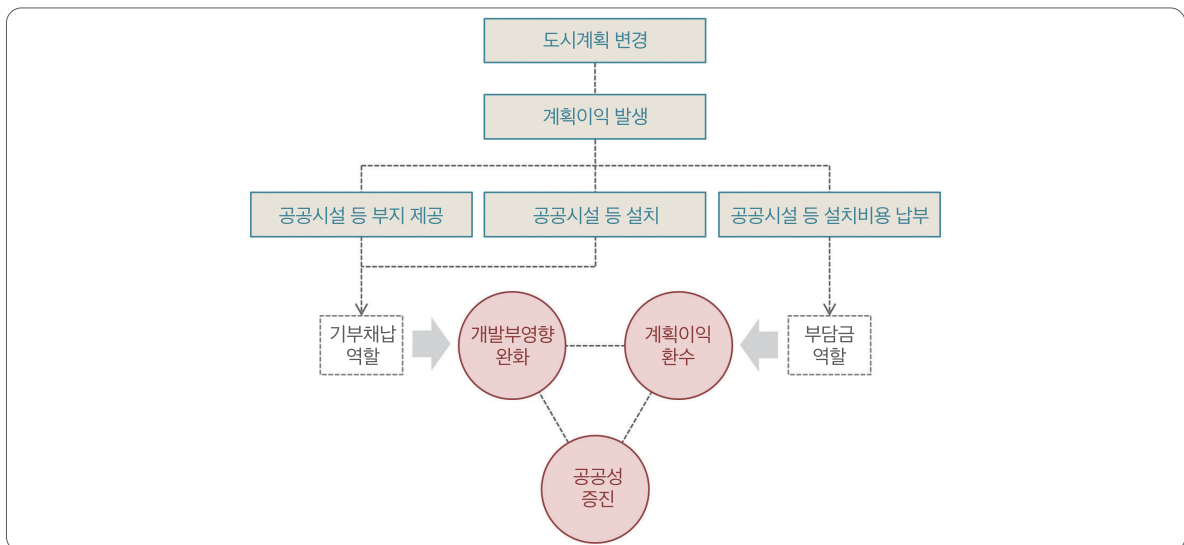 도시계획 변경
계획이익 발생
공공시설 등 부지 제공
공공시설 등 설치
공공시설 등 설치비용 납부
기부채납
역할
개발부영향
완화
계획이익
환수
부담금
역할
공공성
증진